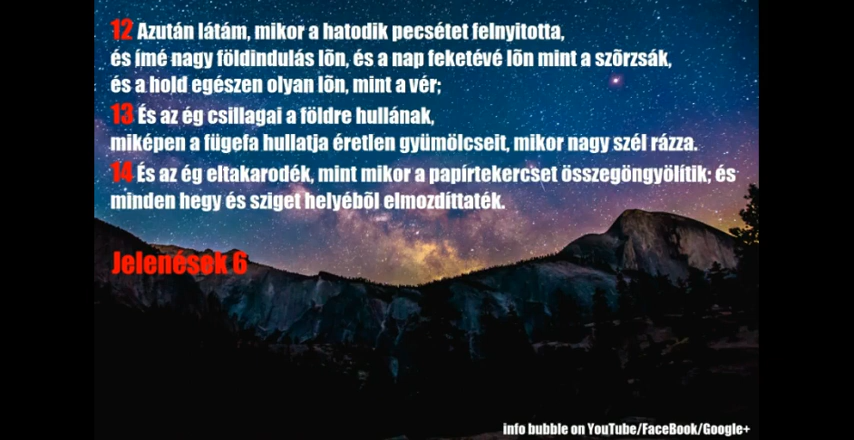 12 Azután látám, mikor a hatodik pecsétet felnyitotta,
és ímé nagy földindulás lõn, és a nap feketévé lõn mint a szõrzsák,
és a hold egészen olyan lõn, mint a vér;
13 És az ég csillagai a földre hullának,
miképen a fügefa hullatja éretlen gyümölcseit, mikor nagy szél rázza.
14 És az ég eltakarodék, mint mikor a papírtekercset összegöngyölítik; és
minden hegy és sziget helyébõl elmozdíttaték.
Jelenések 6
info bubble on YouTube/FaceBook/Google+